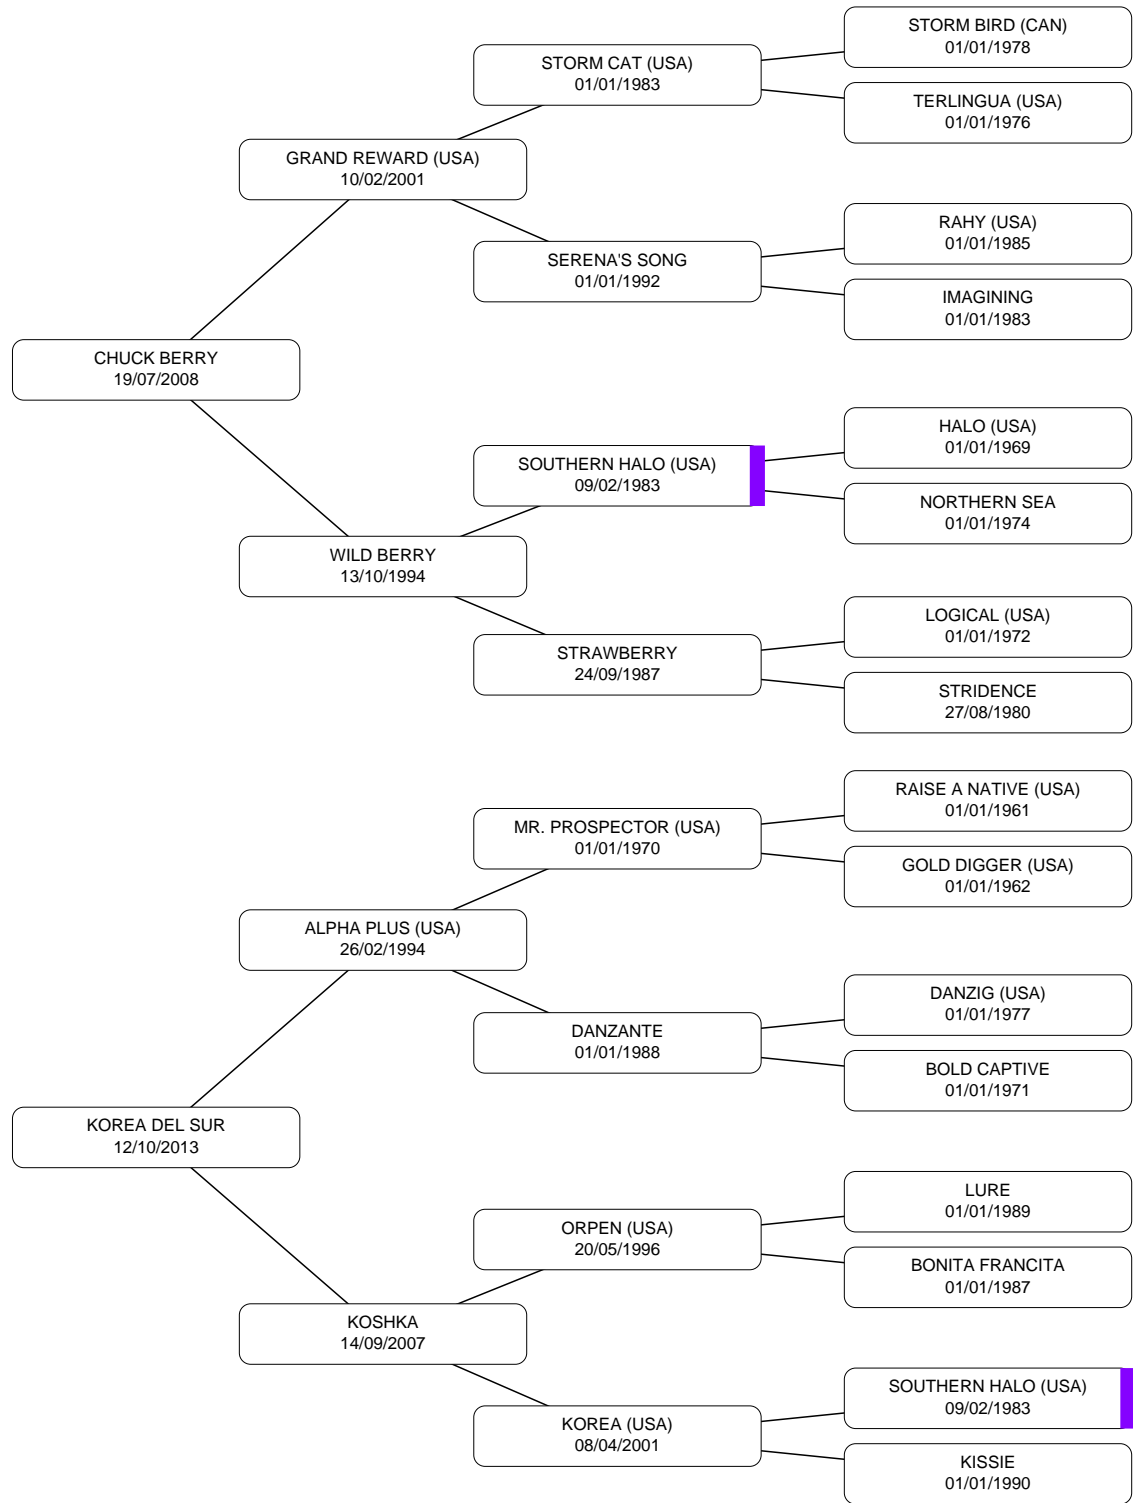 STORM BIRD (CAN)
01/01/1978
STORM CAT (USA)
01/01/1983
TERLINGUA (USA)
01/01/1976
GRAND REWARD (USA)
10/02/2001
RAHY (USA)
01/01/1985
SERENA'S SONG
01/01/1992
IMAGINING
01/01/1983
CHUCK BERRY
19/07/2008
HALO (USA)
01/01/1969
SOUTHERN HALO (USA)
09/02/1983
NORTHERN SEA
01/01/1974
WILD BERRY
13/10/1994
LOGICAL (USA)
01/01/1972
STRAWBERRY
24/09/1987
STRIDENCE
27/08/1980
RAISE A NATIVE (USA)
01/01/1961
MR. PROSPECTOR (USA)
01/01/1970
GOLD DIGGER (USA)
01/01/1962
ALPHA PLUS (USA)
26/02/1994
DANZIG (USA)
01/01/1977
DANZANTE
01/01/1988
BOLD CAPTIVE
01/01/1971
KOREA DEL SUR
12/10/2013
LURE
01/01/1989
ORPEN (USA)
20/05/1996
BONITA FRANCITA
01/01/1987
KOSHKA
14/09/2007
SOUTHERN HALO (USA)
09/02/1983
KOREA (USA)
08/04/2001
KISSIE
01/01/1990